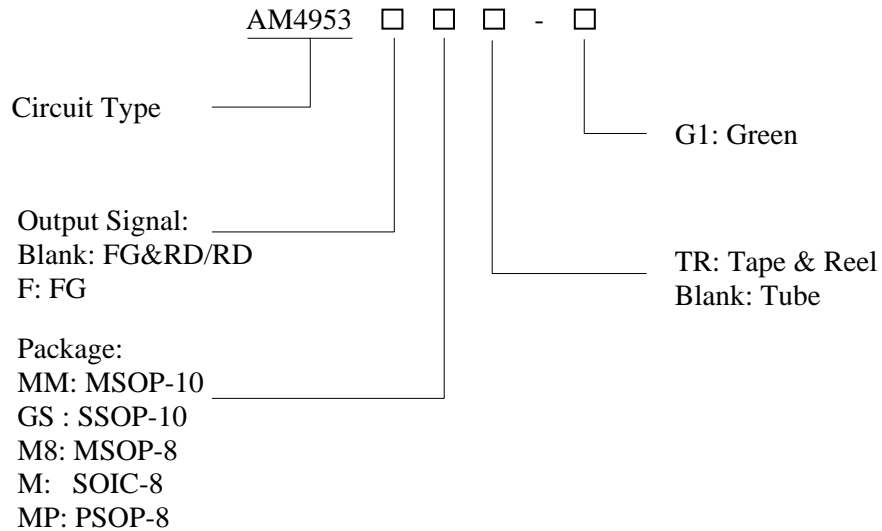 AM4953 □ □ □ - □
Circuit Type
G1: Green
Output Signal:
Blank: FG&RD/RD
F: FG
TR: Tape & Reel
Blank: Tube
Package:
MM: MSOP-10
GS : SSOP-10
M8: MSOP-8
M: SOIC-8
MP: PSOP-8